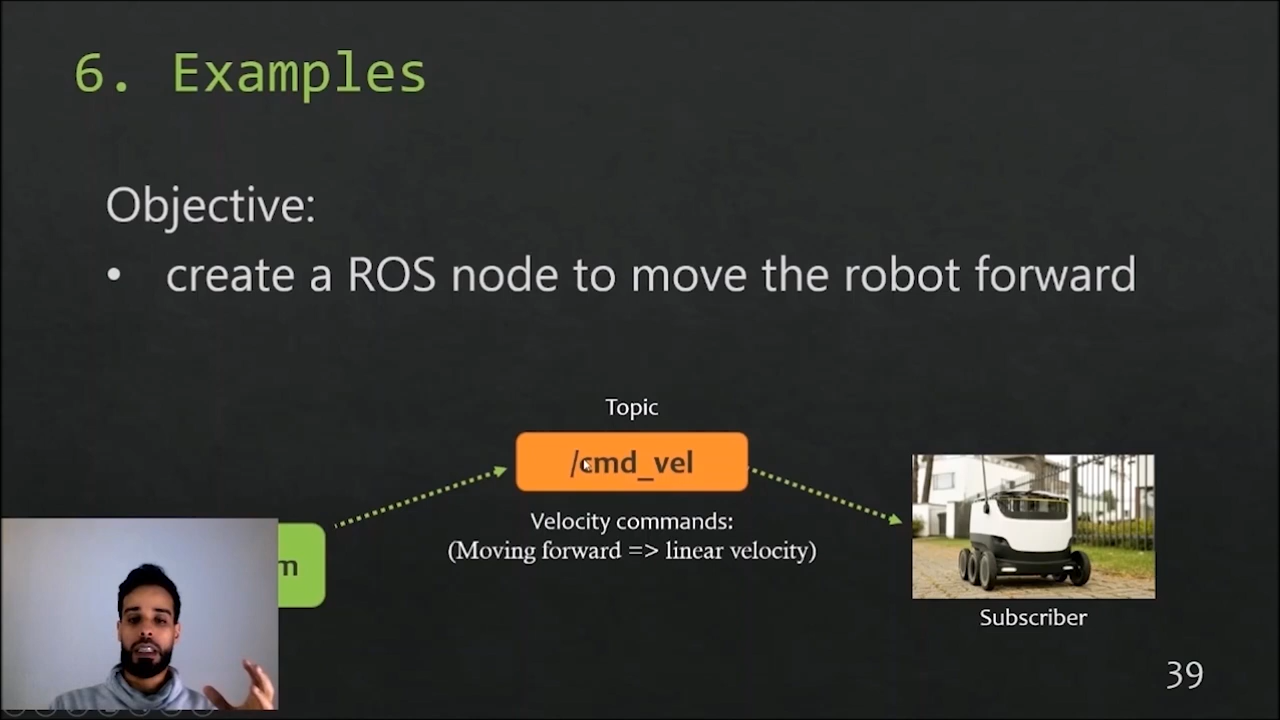 6. Examples
Objective:
• create a ROS node to move the robot forward
Topic
/cmd_vel
Velocity commands:
(Moving forward => linear velocity)
m
Subscriber
39